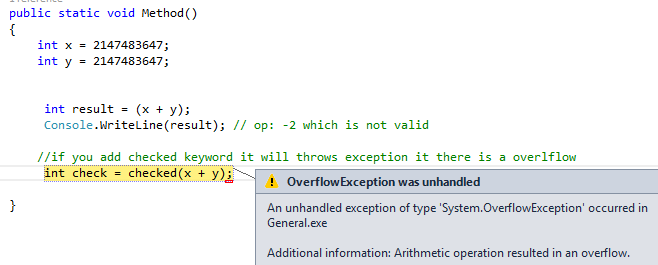 public static void Method()
{
int x = 2147483647;
int y = 2147483647;
int result = (x + y);
Console.WriteLine(result); // op: -2 which is not valid
//if you add checked keyword it will throws exception it there is a overlflow
int check = checked(x + y);
OverflowException was unhandled
An unhandled exception of type 'System.OverflowException' occurred in
General.exe
Additional information: Arithmetic operation resulted in an overflow.
}